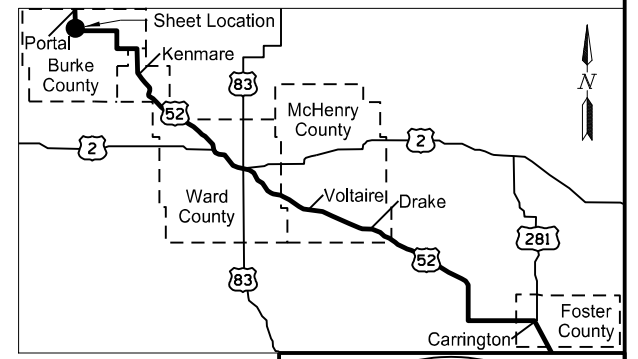 Sheet Location
Portal
Kenmare
Burke
County
83
52
McHenry
County
2
2
N
Ward
County
Voltaire
Drake
281
52
83
Foster
County
Carrington